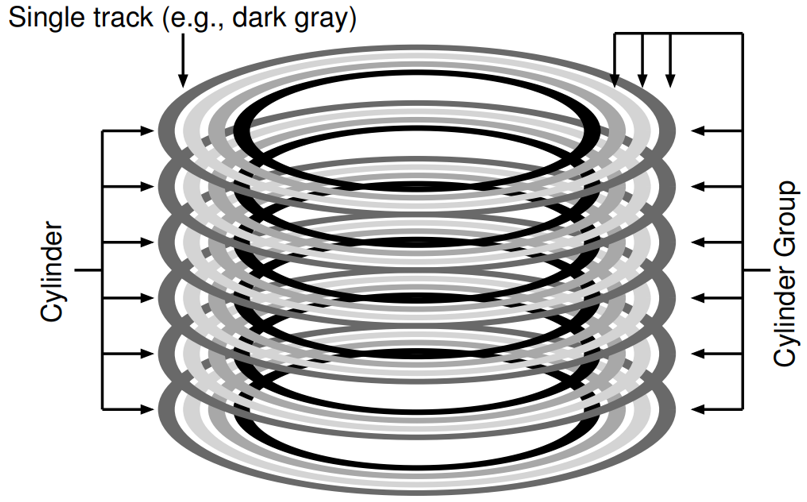 Single track (e.g., dark gray)
Cylinder
Cylinder Group